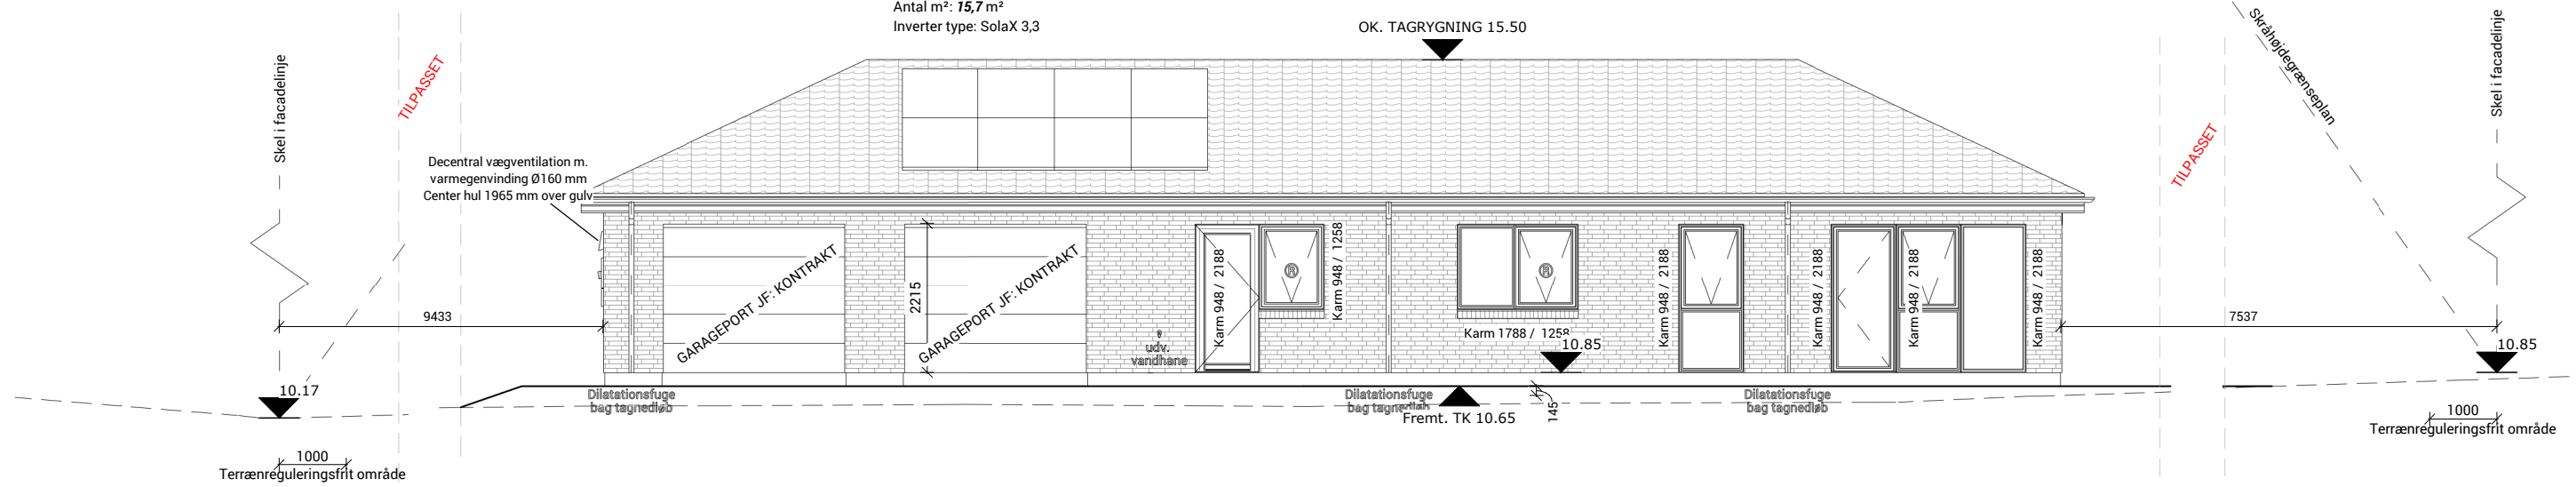 Antal m²: 15,7 m²
Inverter type: SolaX 3,3
OK. TAGRYGNING 15.50
Skel i facadelinje
TILPASSET
Decentral vægventilation m.
varmegenvinding Ø160 mm
Center hul 1965 mm over gulv
Skråhøjdegrænseplan
Skel i facadelinje
TILPASSET
9433
GARAGEPORT JF: KONTRAKT
2215
GARAGEPORT JF: KONTRAKT
udv.
vandhane
Karm 948 / 2188
R
Karm 948 / 1258
R
Karm 1788 / 1258
10.85
Karm 948 / 2188
Karm 948 / 2188
Karm 948 / 2188
Karm 948 / 2188
7537
10.85
10.17
Dilatationsfuge
bag tagnedløb
Dilatationsfuge
bag tagnedløb
Fremt. TK 10.65
145
Dilatationsfuge
bag tagnedløb
1000
Terrænreguleringsfrit område
1000
Terrænreguleringsfrit område